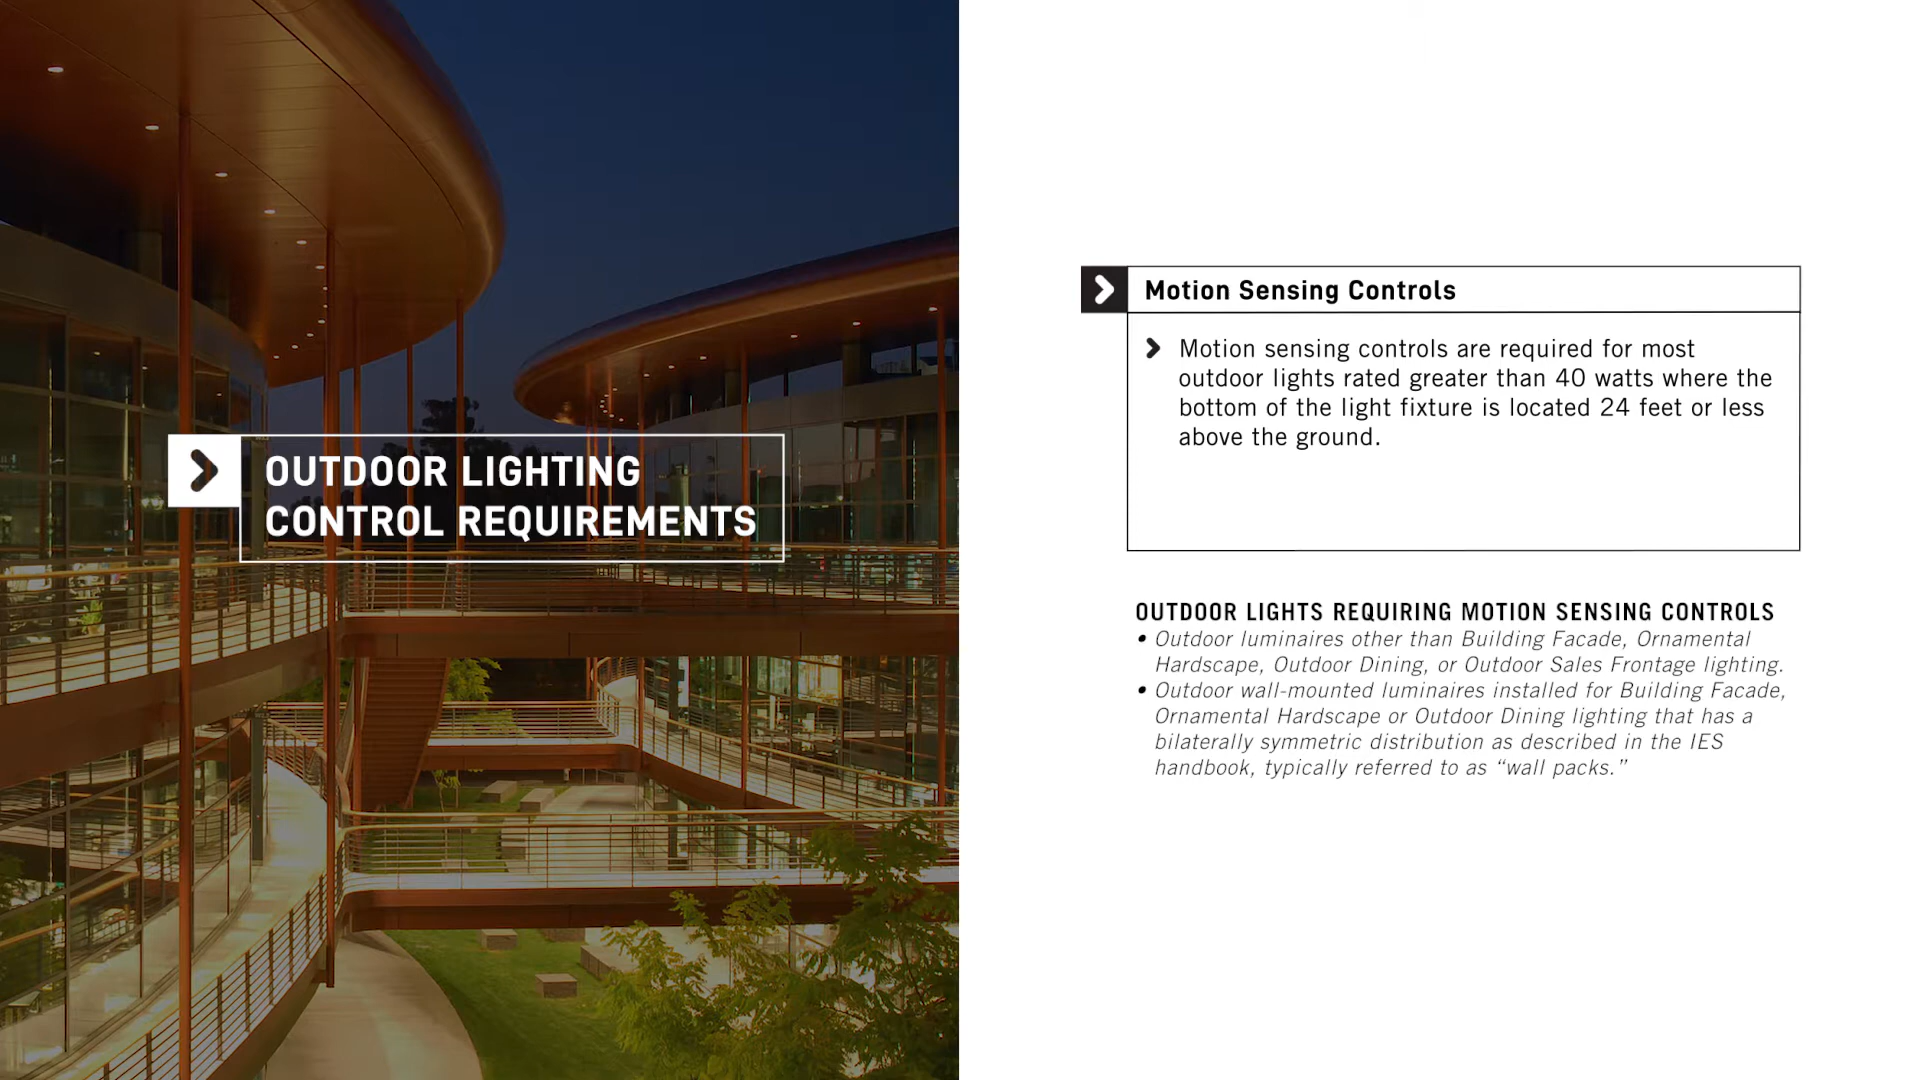 OUTDOOR LIGHTING
CONTROL REQUIREMENTS
Motion Sensing Controls
Motion sensing controls are required for most
outdoor lights rated greater than 40 watts where the
bottom of the light fixture is located 24 feet or less
above the ground.
OUTDOOR LIGHTS REQUIRING MOTION SENSING CONTROLS
• Outdoor luminaires other than Building Facade, Ornamental
Hardscape, Outdoor Dining, or Outdoor Sales Frontage lighting.
• Outdoor wall-mounted luminaires installed for Building Facade,
Ornamental Hardscape or Outdoor Dining lighting that has a
bilaterally symmetric distribution as described in the IES
handbook, typically referred to as “wall packs.”